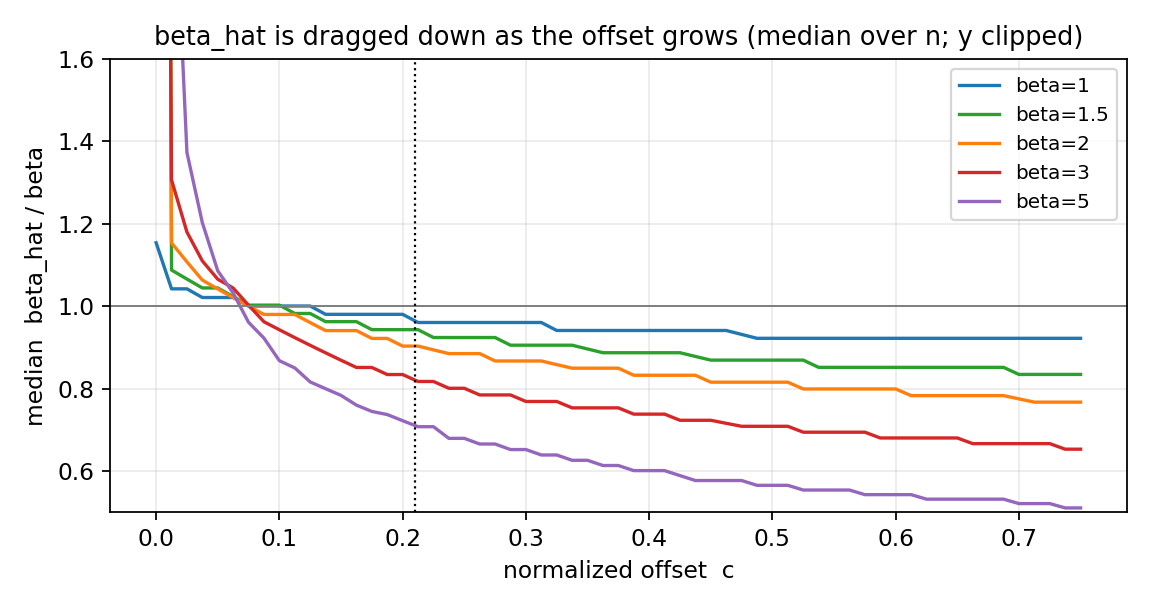 beta_hat is dragged down as the offset grows (median over n; y clipped)
median beta_hat / beta
1.6
1.4
1.2
1.0
0.8
0.6
beta=1
beta=1.5
beta=2
beta=3
beta=5
0.0 0.1 0.2 0.3 0.4 0.5 0.6 0.7
normalized offset c